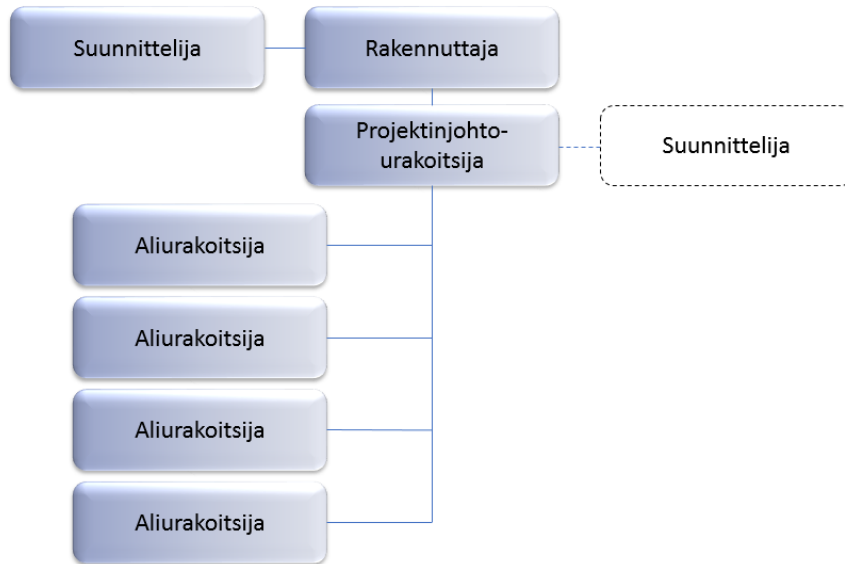 Suunnittelija
Rakennuttaja
Projektinjohto-
urakoitsija
Suunnittelija
Aliurakoitsija
Aliurakoitsija
Aliurakoitsija
Aliurakoitsija